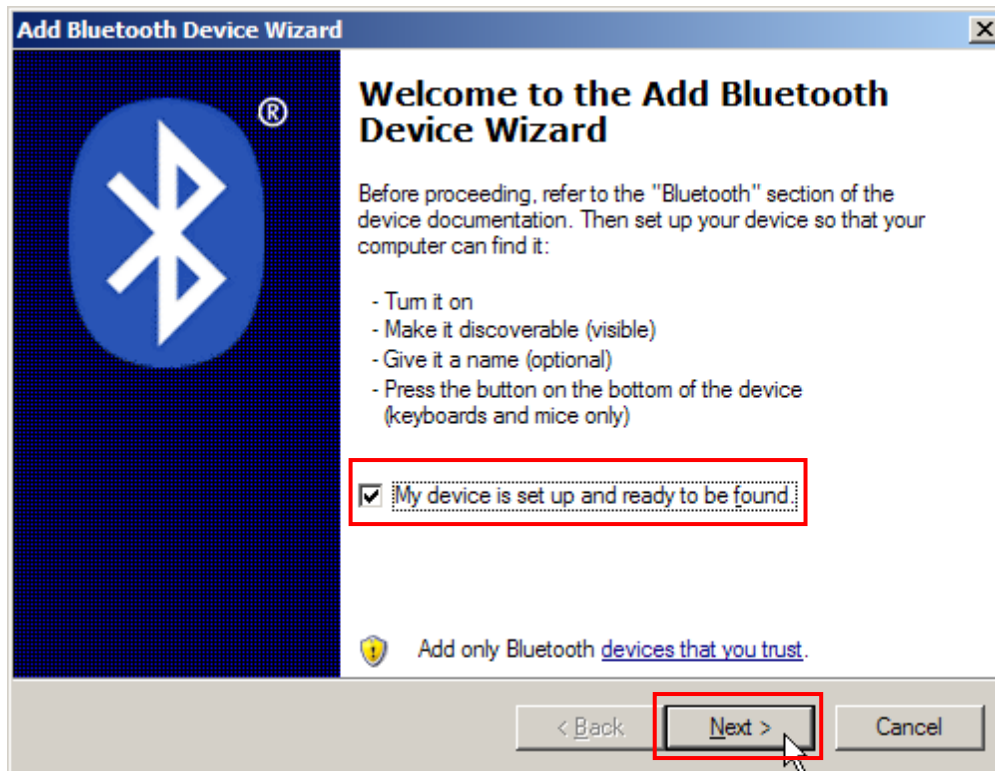 Add Bluetooth Device Wizard
®
Welcome to the Add Bluetooth
Device Wizard
Before proceeding, refer to the "Bluetooth" section of the
device documentation. Then set up your device so that your
computer can find it:
- Turn it on
- Make it discoverable (visible)
- Give it a name (optional)
- Press the button on the bottom of the device
(keyboards and mice only)
My device is set up and ready to be found.
Add only Bluetooth devices that you trust.
< Back Next > Cancel